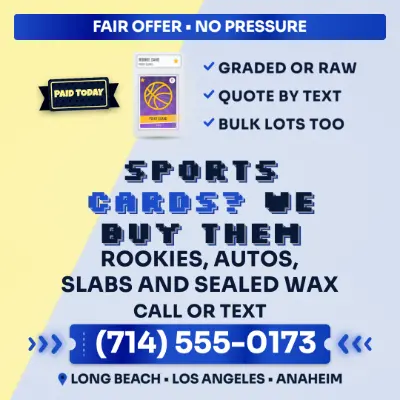 FAIR OFFER • NO PRESSURE
PAID TODAY
GRADED OR RAW
QUOTE BY TEXT
BULK LOTS TOO
SPORTS
CARDS? WE
BUY THEM
ROOKIES, AUTOS,
SLABS AND SEALED WAX
CALL OR TEXT
(714) 555-0173
LONG BEACH • LOS ANGELES • ANAHEIM